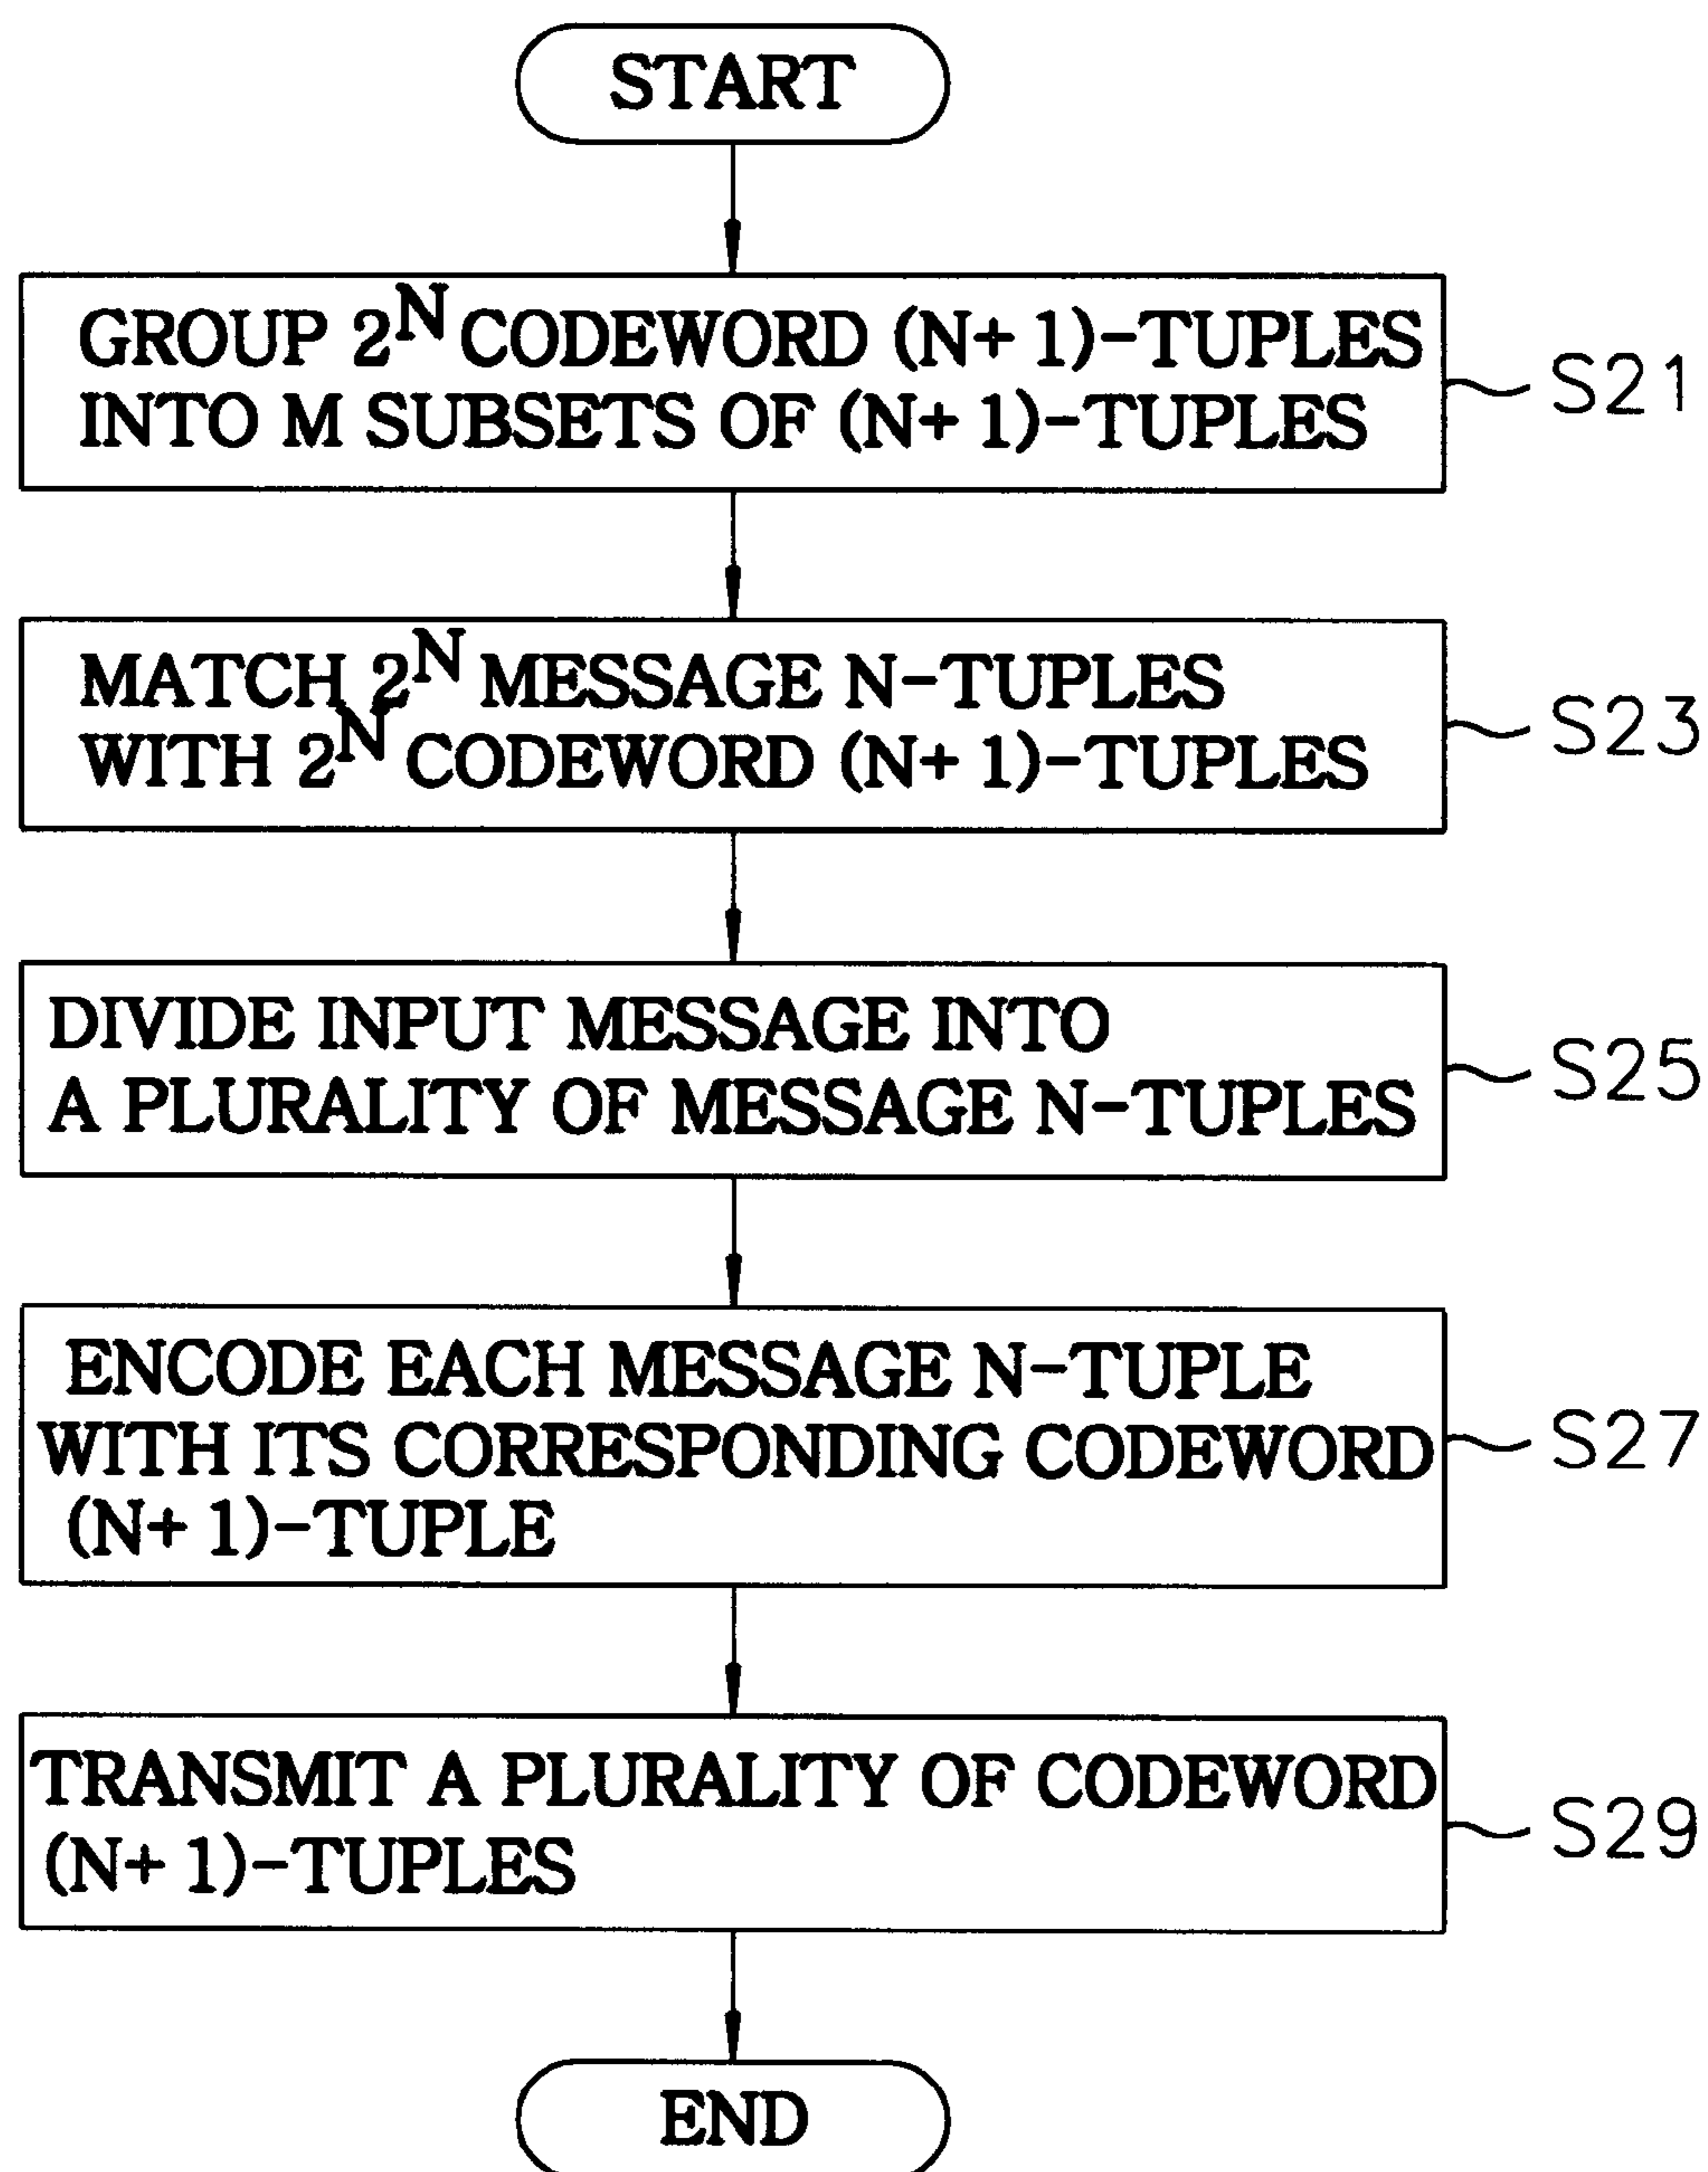 START
GROUP 2^N CODEWORD (N+1)-TUPLES
INTO M SUBSETS OF (N+1)-TUPLES
S21
MATCH 2^N MESSAGE N-TUPLES
WITH 2^N CODEWORD (N+1)-TUPLES
S23
DIVIDE INPUT MESSAGE INTO
A PLURALITY OF MESSAGE N-TUPLES
S25
ENCODE EACH MESSAGE N-TUPLE
WITH ITS CORRESPONDING CODEWORD
(N+1)-TUPLE
S27
TRANSMIT A PLURALITY OF CODEWORD
(N+1)-TUPLES
S29
END